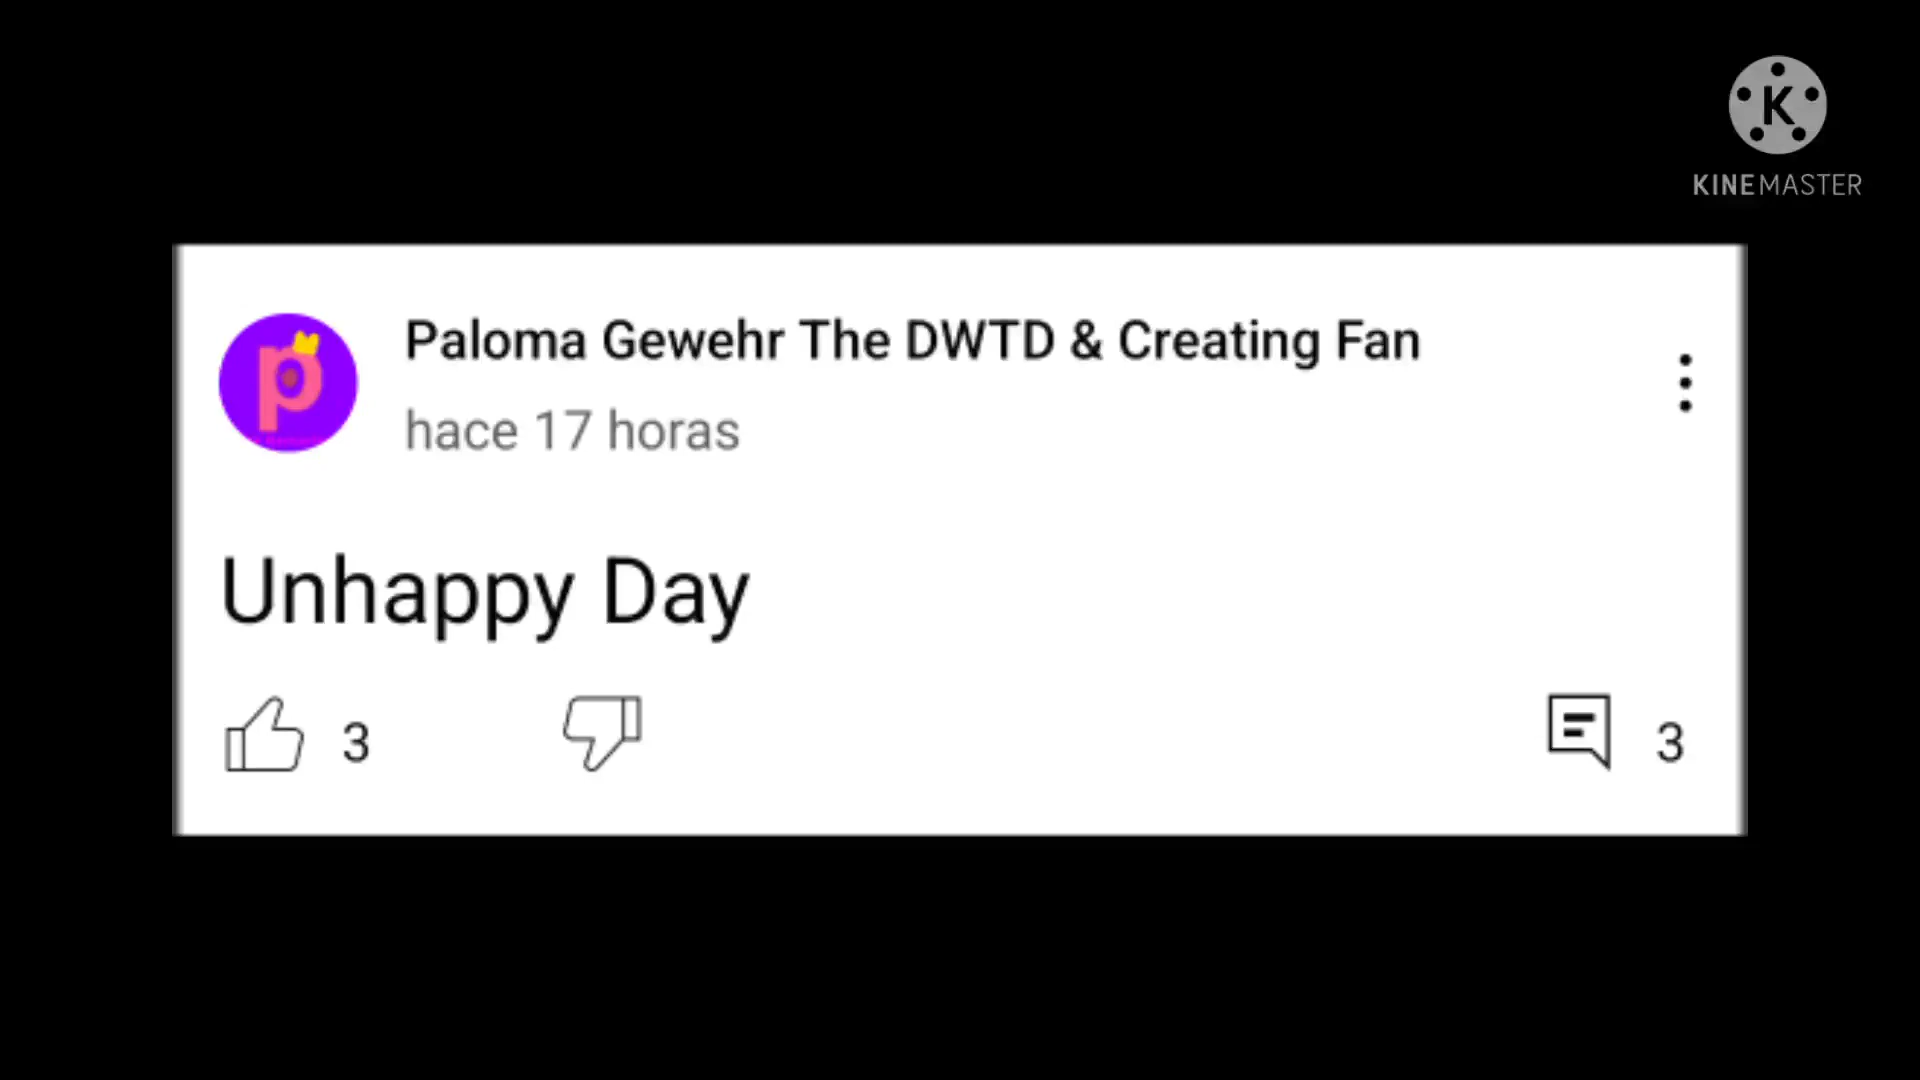 K
KINEMASTER
p
Paloma Gewehr The DWTD & Creating Fan
hace 17 horas
Unhappy Day
3
3